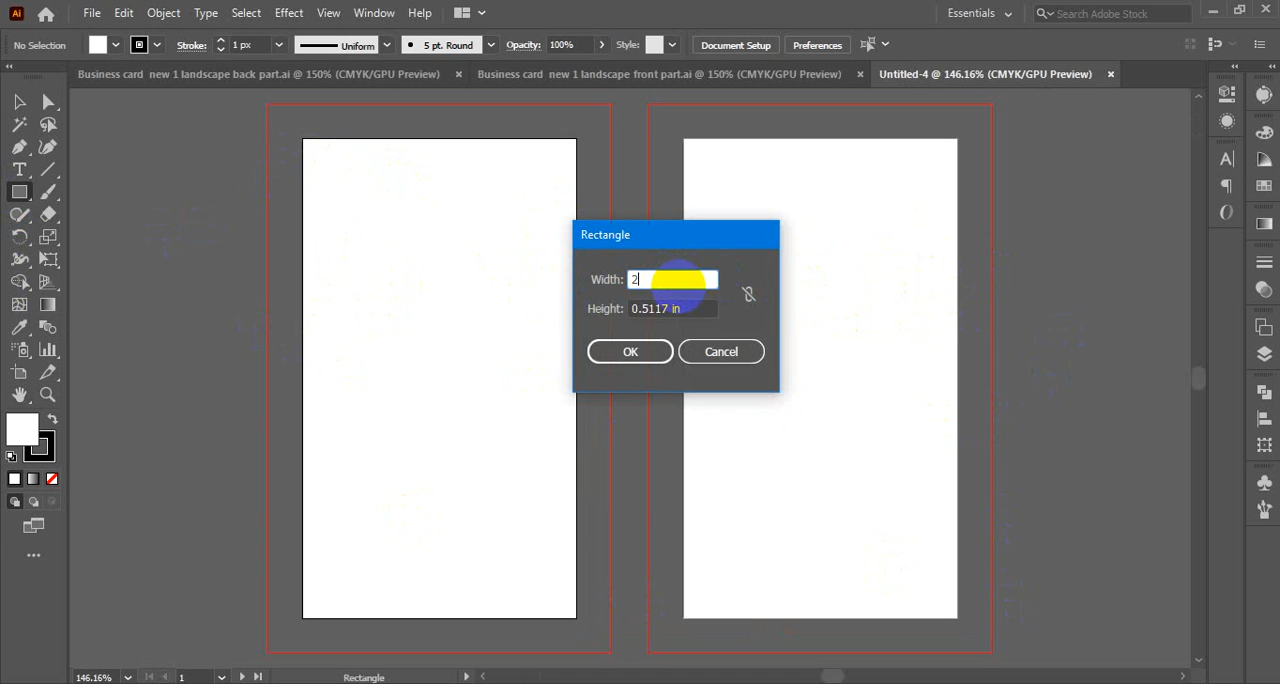 Ai File Edit Object Type Select Effect View Window Help Essentials Search Adobe Stock
No Selection Stroke: 1 px Uniform 5 pt. Round Opacity: 100% Style: Document Setup Preferences
Business card new 1 landscape back part.ai @ 150% (CMYK/GPU Preview) × Business card new 1 landscape front part.ai @ 150% (CMYK/GPU Preview) × Untitled-4 @ 146.16% (CMYK/GPU Preview) ×
Rectangle
Width: 2
Height: 0.5117 in
OK Cancel
146.16% 1 Rectangle